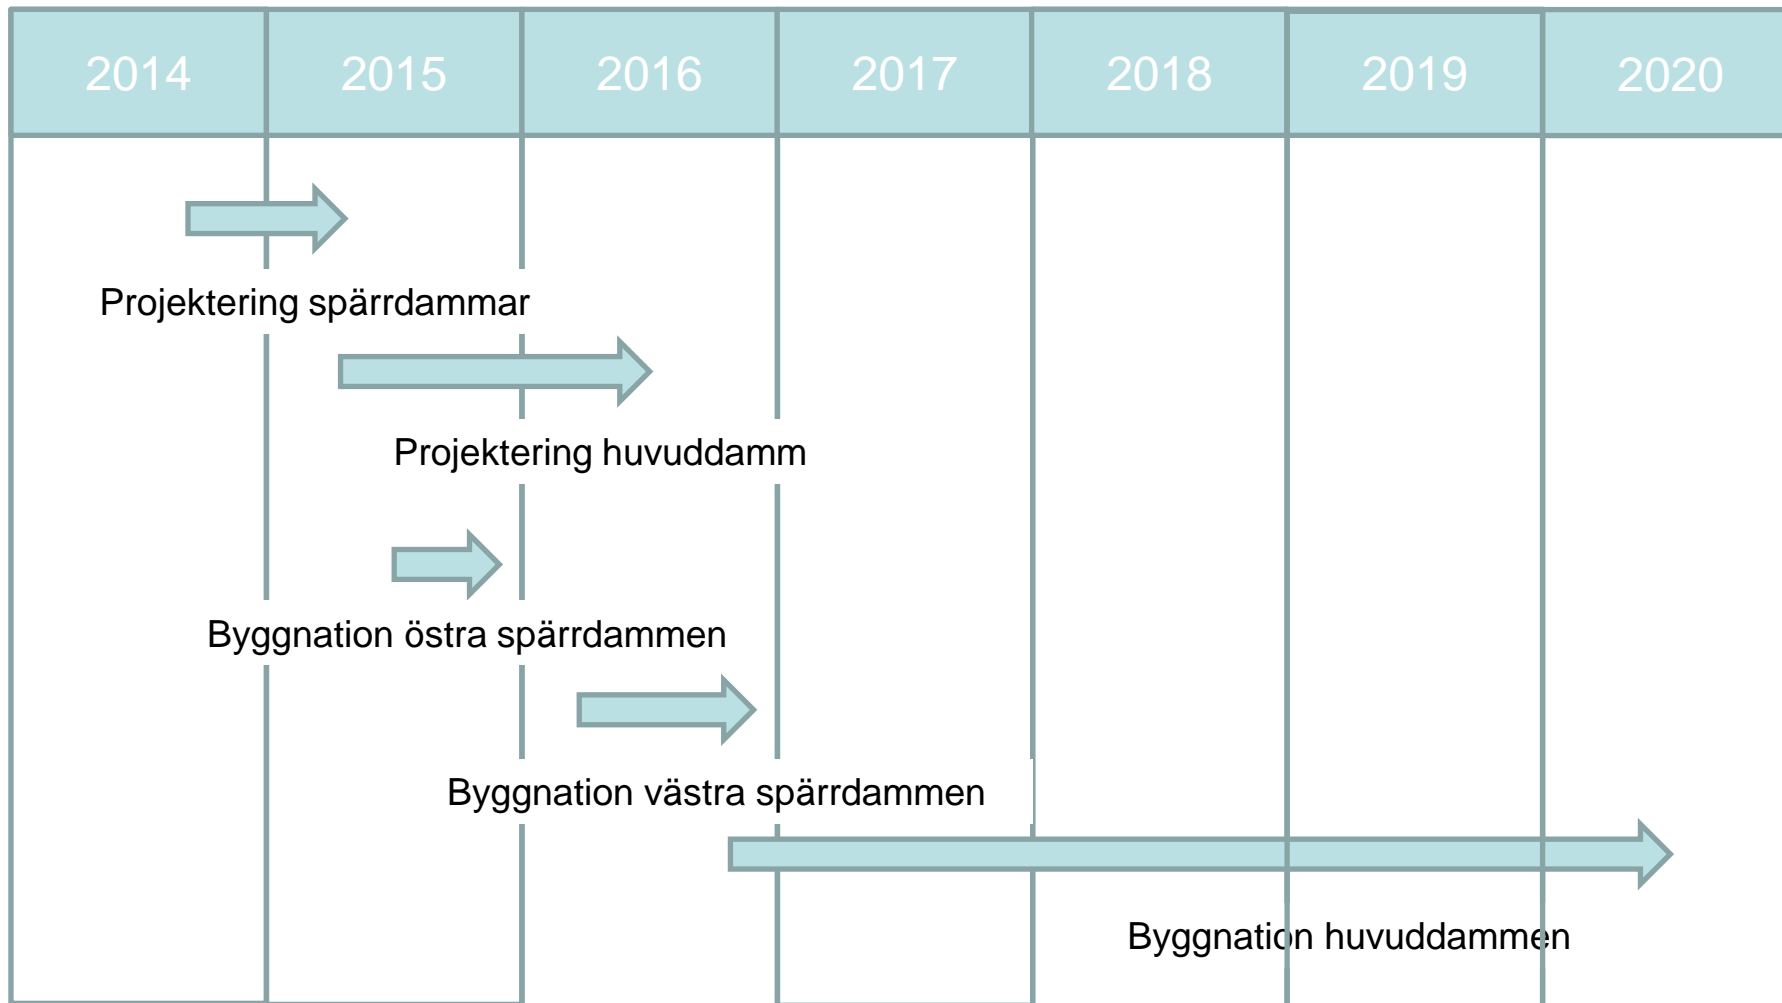 2014 2015 2016 2017 2018 2019 2020
Projektering spärrdammar
Projektering huvuddamm
Byggnation östra spärrdammen
Byggnation västra spärrdammen
Byggnation huvuddammen